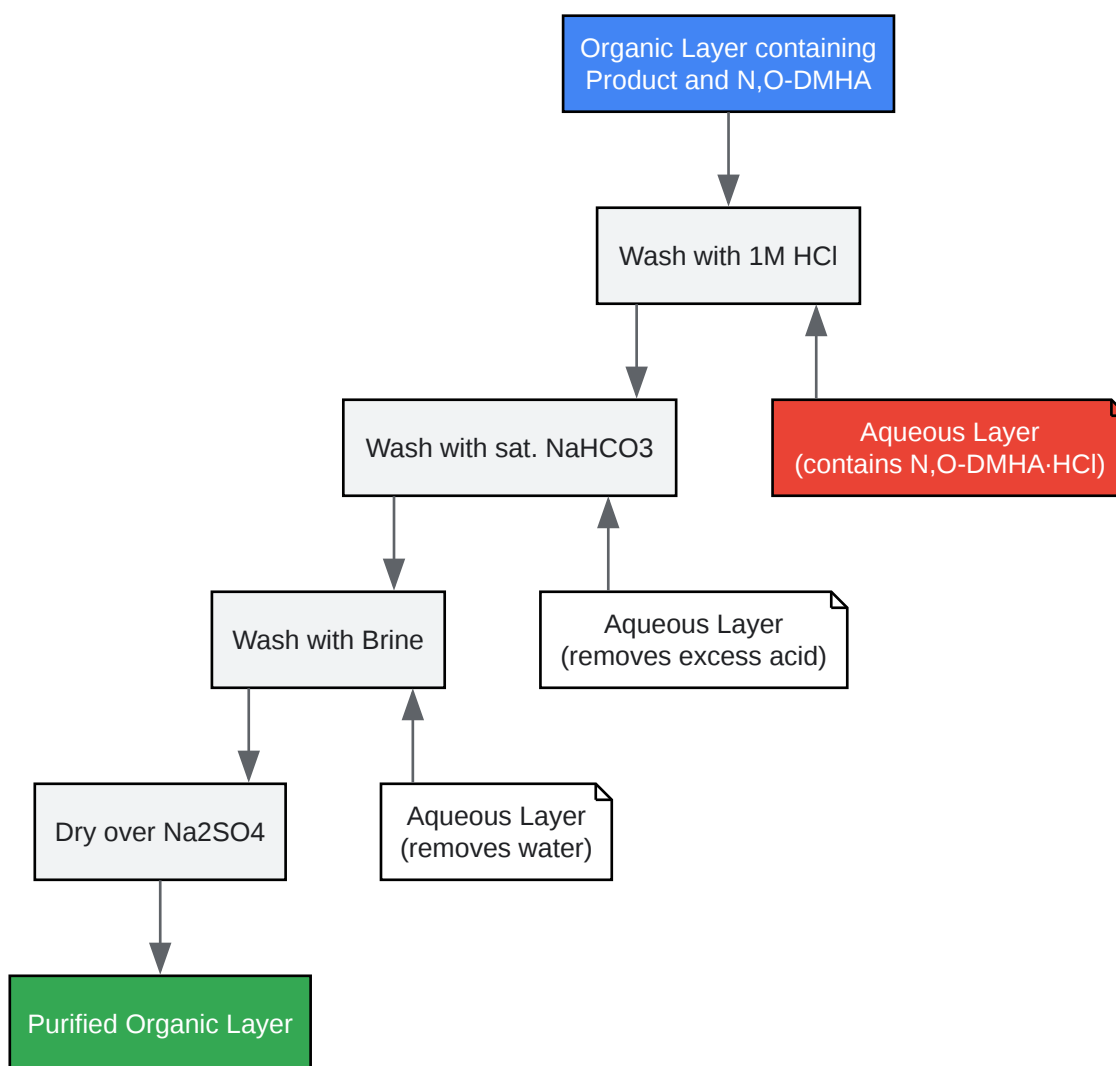 Organic Layer containing
Product and N,O-DMHA
Wash with 1M HCl
Wash with sat. NaHCO3
Aqueous Layer
(contains N,O-DMHA·HCl)
Wash with Brine
Aqueous Layer
(removes excess acid)
Dry over Na2SO4
Aqueous Layer
(removes water)
Purified Organic Layer